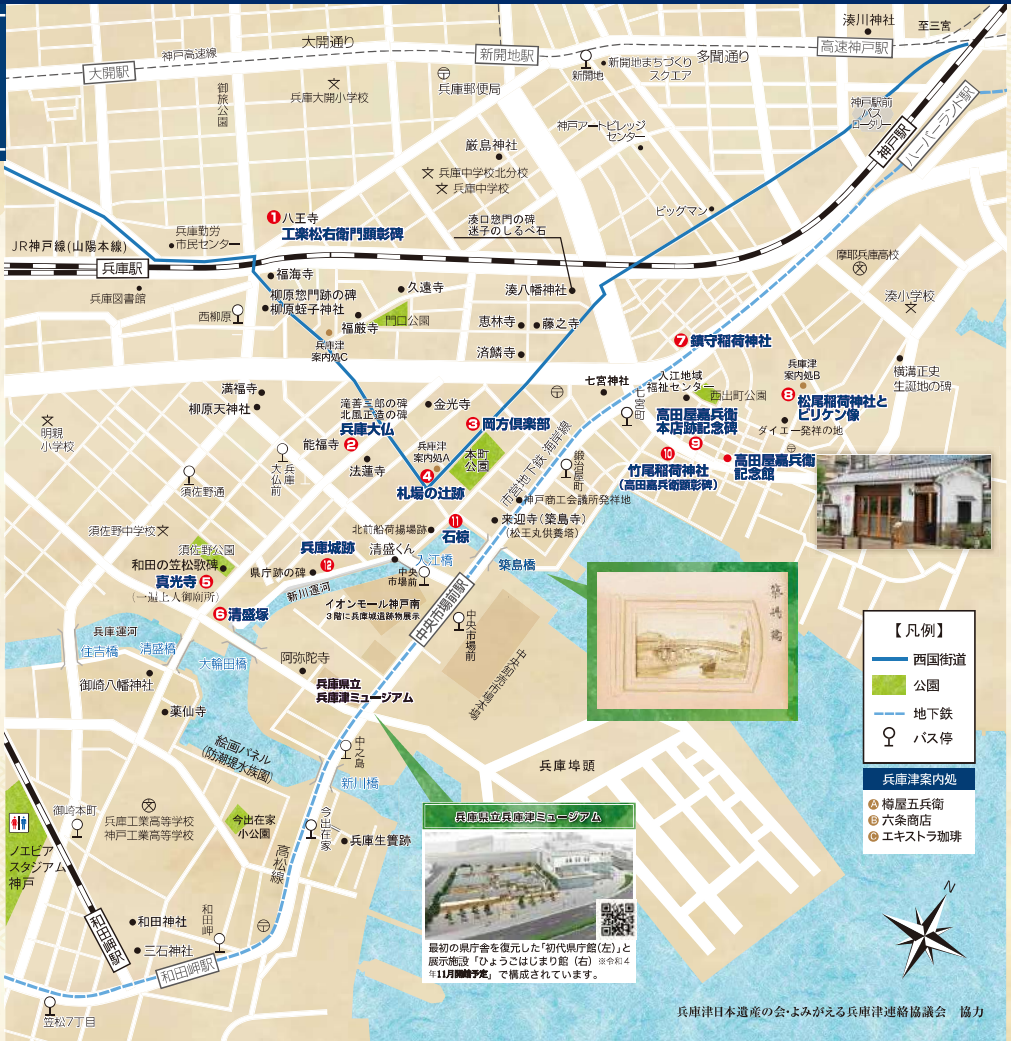 湊川神社
至三宮
大開通り
神戸高速線
大開駅
新開地駅
高速神戸駅
多聞通り
新開地まちづくり
スクエア
新開地
御旅公園
兵庫大開小学校
兵庫郵便局
神戸駅前
バス
ロータリー
神戸駅
ハーバーランド駅
神戸アートビレッジ
センター
厳島神社
兵庫中学校北分校
兵庫中学校
ビッグマン
①八王寺
工楽松右衛門顕彰碑
湊口惣門の碑
迷子のしるべ石
兵庫勤労
市民センター
JR神戸線(山陽本線)
兵庫駅
摩耶兵庫高校
兵庫図書館
福海寺
柳原惣門跡の碑
柳原蛭子神社
西柳原
久遠寺
門口公園
福厳寺
兵庫津
案内処C
湊八幡神社
恵林寺
藤之寺
済鱗寺
湊小学校
⑦鎮守稲荷神社
横溝正史
生誕地の碑
兵庫津
案内処B
七宮神社
入江地域
福祉センター
西出町公園
七宮町
⑧松尾稲荷神社と
ビリケン像
ダイエー発祥の地
高田屋嘉兵衛
本店跡記念碑
⑨
⑩
竹尾稲荷神社
(高田嘉兵衛顕彰碑)
高田屋嘉兵衛
記念館
満福寺
柳原天神社
滝善三郎の碑
北風正造の碑
兵庫大仏
能福寺②
金光寺
③岡方倶楽部
法蓮寺
兵庫津
案内処A
本町
公園
④
札場の辻跡
明親
小学校
兵庫
大仏前
須佐野通
市営地下鉄 海岸線
鍛冶屋町
神戸商工会議所発祥地
来迎寺(築島寺)
(松王丸供養塔)
須佐野中学校
須佐野公園
和田の笠松歌碑
真光寺⑤
(一遍上人御廟所)
⑥清盛塚
北前船荷揚場跡
⑪
石椋
兵庫城跡
⑫
県庁跡の碑
清盛くん
入江橋
中央
市場前
築島橋
新川運河
イオンモール神戸南
3階に兵庫城遺跡物展示
中央市場前駅
中央市場前
中央卸売市場本場
築島橋
兵庫運河
住吉橋
清盛橋
大輪田橋
御崎八幡神社
薬仙寺
阿弥陀寺
兵庫県立
兵庫津ミュージアム
絵画パネル
(防潮堤水族園)
中之島
新川橋
兵庫埠頭
御崎本町
兵庫工業高等学校
神戸工業高等学校
今出在家
小公園
今出在家
兵庫生簀跡
高松線
ノエビア
スタジアム
神戸
和田岬駅
和田神社
三石神社
和田岬
和田岬駅
笠松7丁目
兵庫県立兵庫津ミュージアム
最初の県庁舎を復元した「初代県庁館(左)」と
展示施設「ひょうごはじまり館(右)※令和4
年11月開館予定」で構成されています。
【凡例】
西国街道
公園
地下鉄
バス停
兵庫津案内処
Ⓐ樽屋五兵衛
Ⓑ六条商店
Ⓒエキストラ珈琲
N
兵庫津日本遺産の会・よみがえる兵庫津連絡協議会 協力